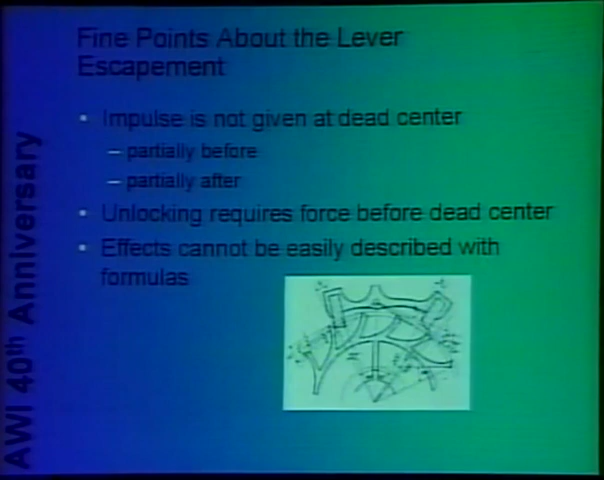 Fine Points About the Lever
Escapement
• Impulse is not given at dead center
– partially before
– partially after
• Unlocking requires force before dead center
• Effects cannot be easily described with
formulas
AWI 40th Anniversary